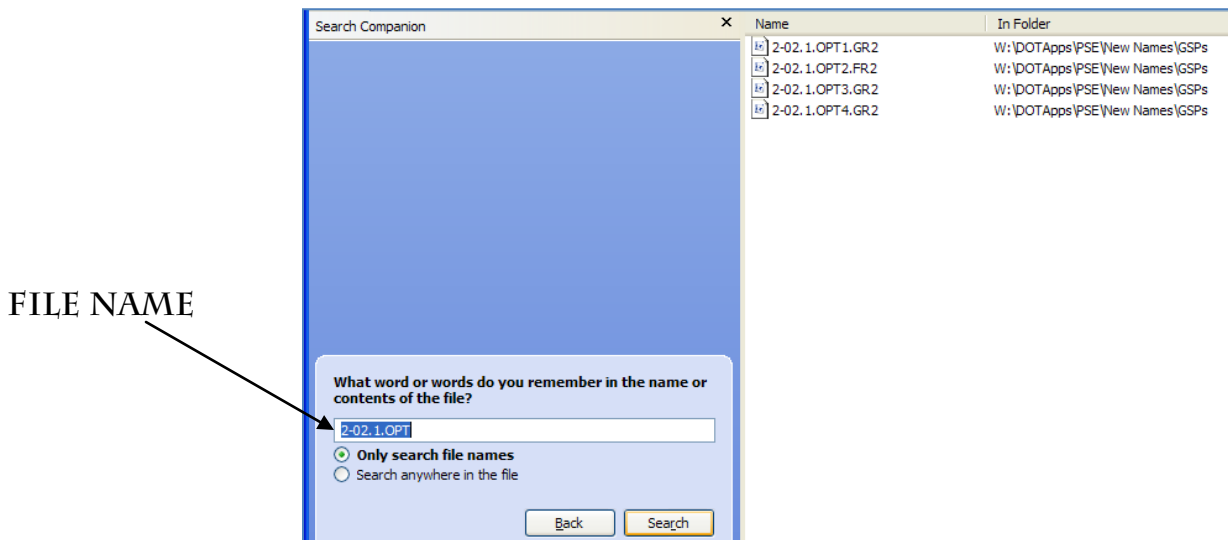 Search Companion
Name In Folder
2-02.1.OPT1.GR2 W:\DOTApps\PSE\New Names\GSPs
2-02.1.OPT2.FR2 W:\DOTApps\PSE\New Names\GSPs
2-02.1.OPT3.GR2 W:\DOTApps\PSE\New Names\GSPs
2-02.1.OPT4.GR2 W:\DOTApps\PSE\New Names\GSPs
FILE NAME
What word or words do you remember in the name or
contents of the file?
2-02.1.OPT
Only search file names
Search anywhere in the file
Back Search